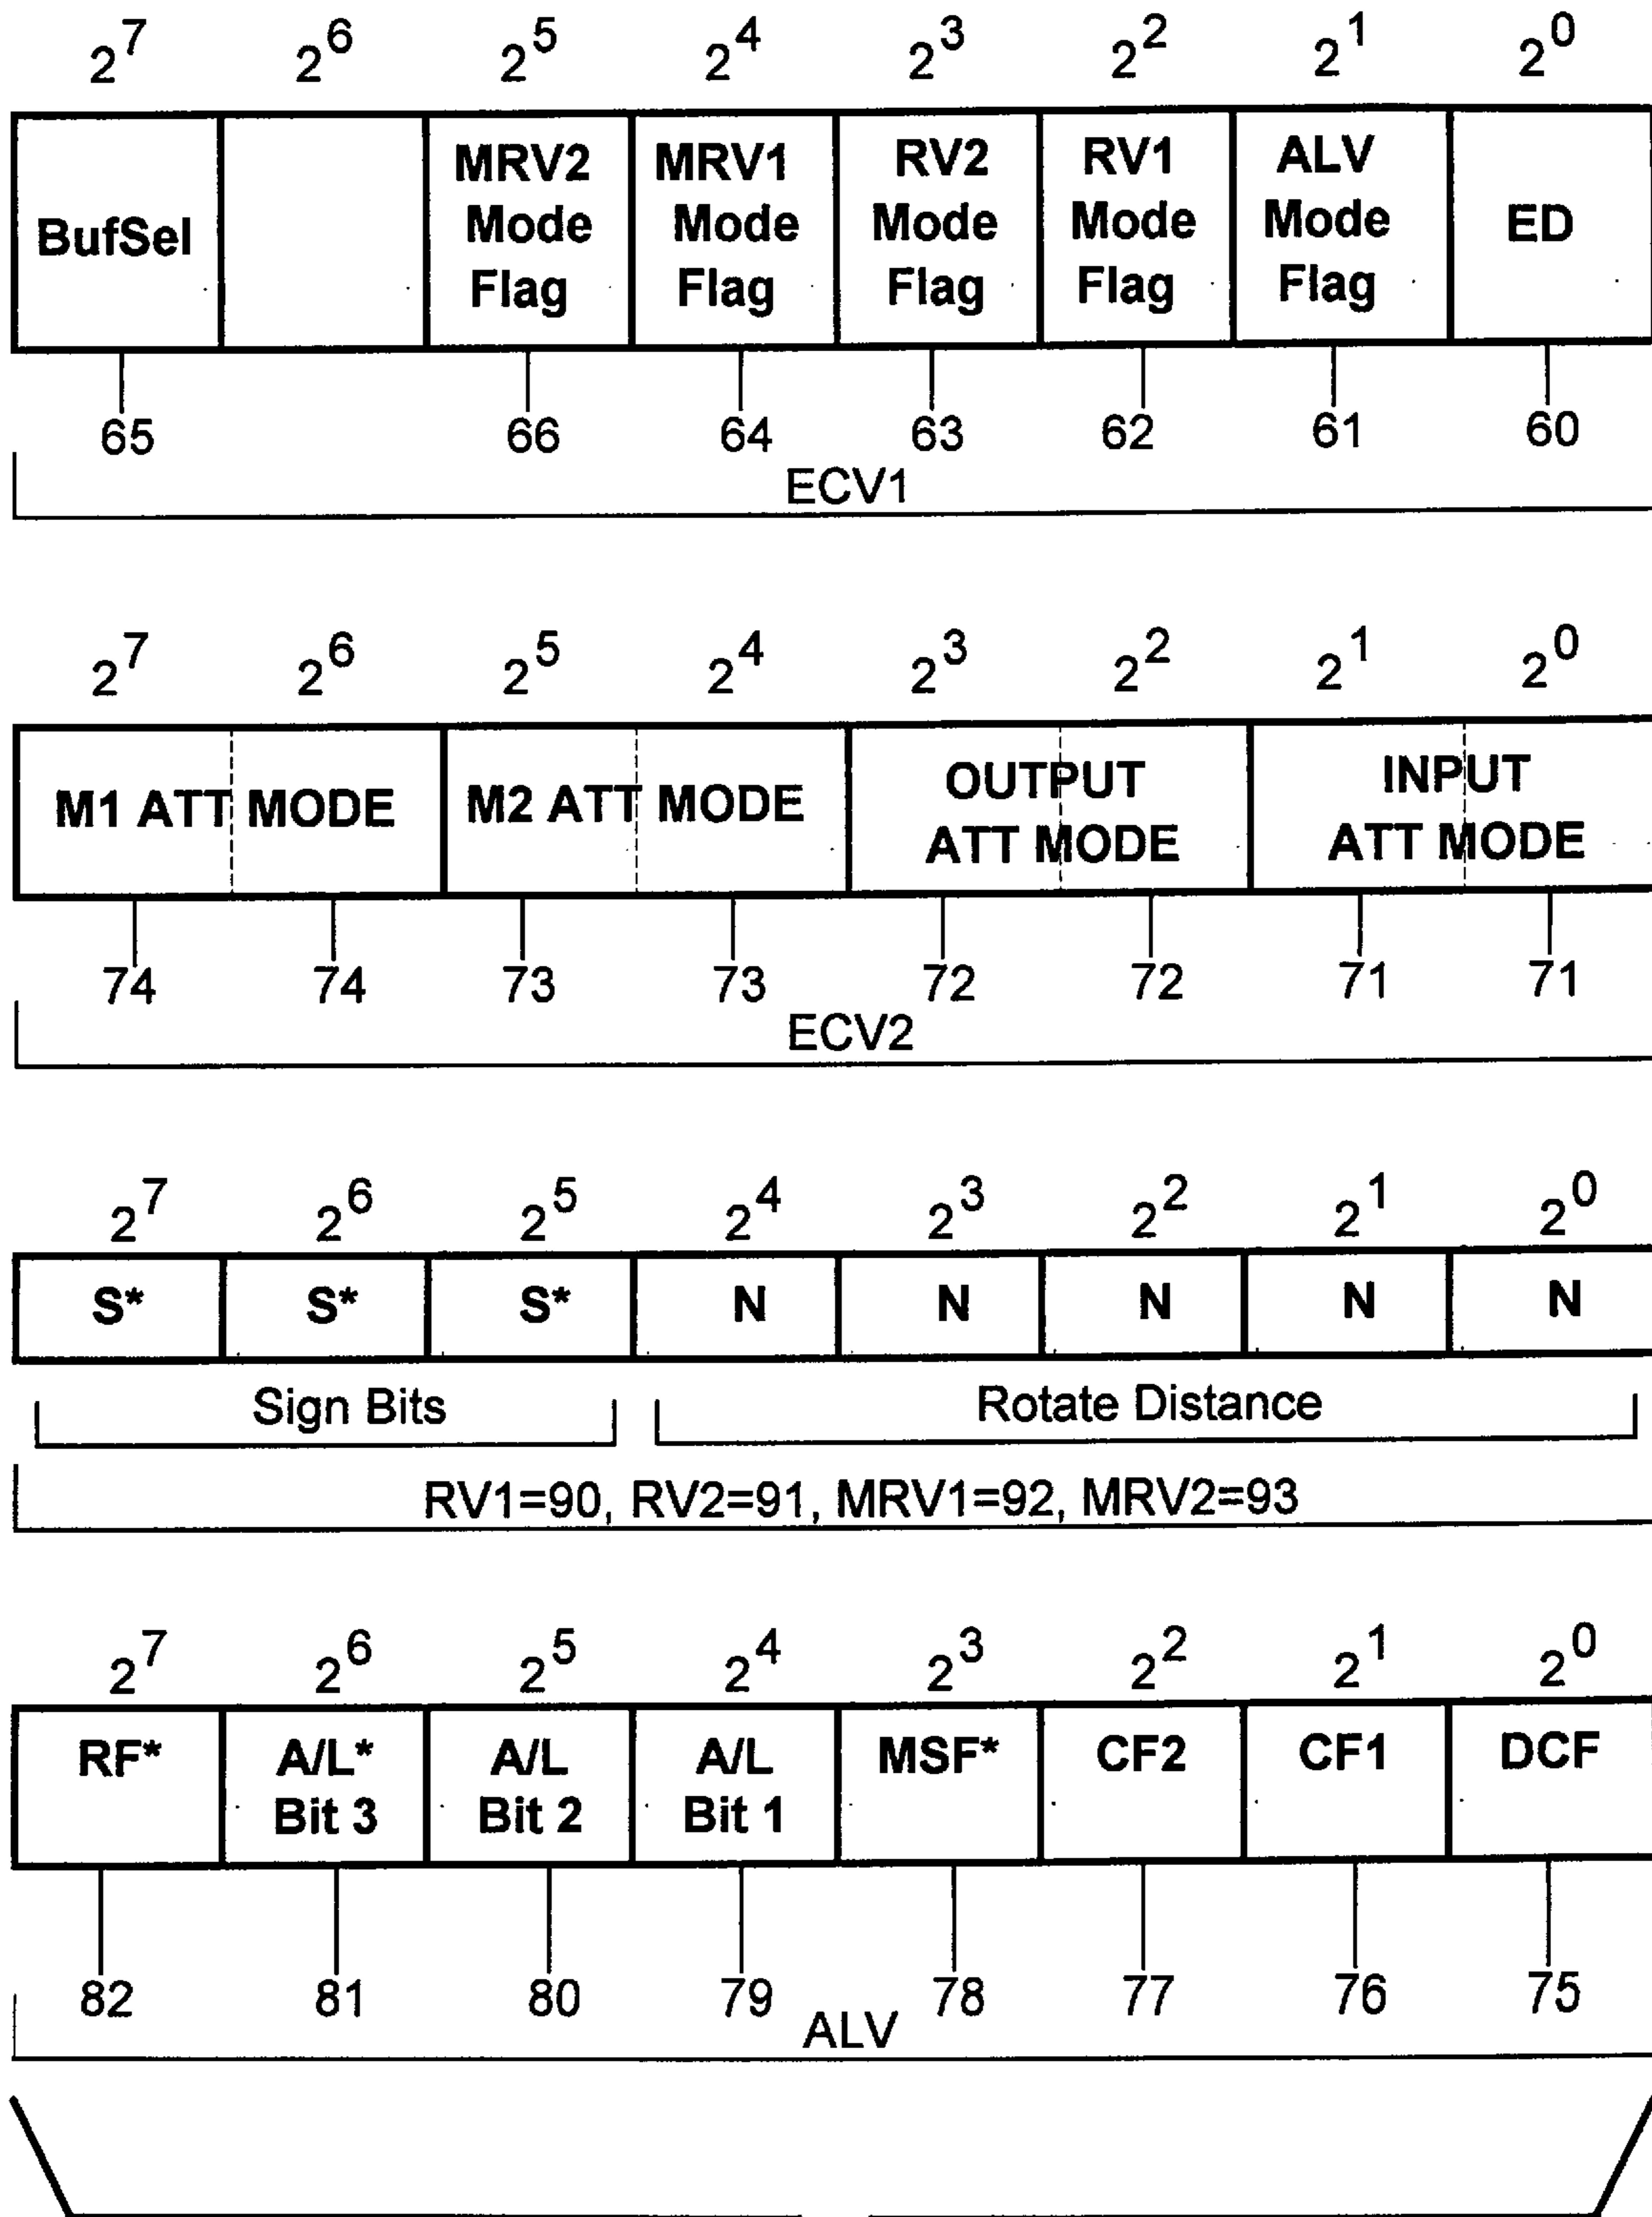 2^7 2^6 2^5 2^4 2^3 2^2 2^1 2^0
BufSel MRV2 Mode Flag MRV1 Mode Flag RV2 Mode Flag RV1 Mode Flag ALV Mode Flag ED
65 66 64 63 62 61 60
ECV1
2^7 2^6 2^5 2^4 2^3 2^2 2^1 2^0
M1 ATT MODE M2 ATT MODE OUTPUT ATT MODE INPUT ATT MODE
74 74 73 73 72 72 71 71
ECV2
2^7 2^6 2^5 2^4 2^3 2^2 2^1 2^0
S* S* S* N N N N N
Sign Bits Rotate Distance
RV1=90, RV2=91, MRV1=92, MRV2=93
2^7 2^6 2^5 2^4 2^3 2^2 2^1 2^0
RF* A/L* Bit 3 A/L Bit 2 A/L Bit 1 MSF* CF2 CF1 DCF
82 81 80 79 78 77 76 75
ALV